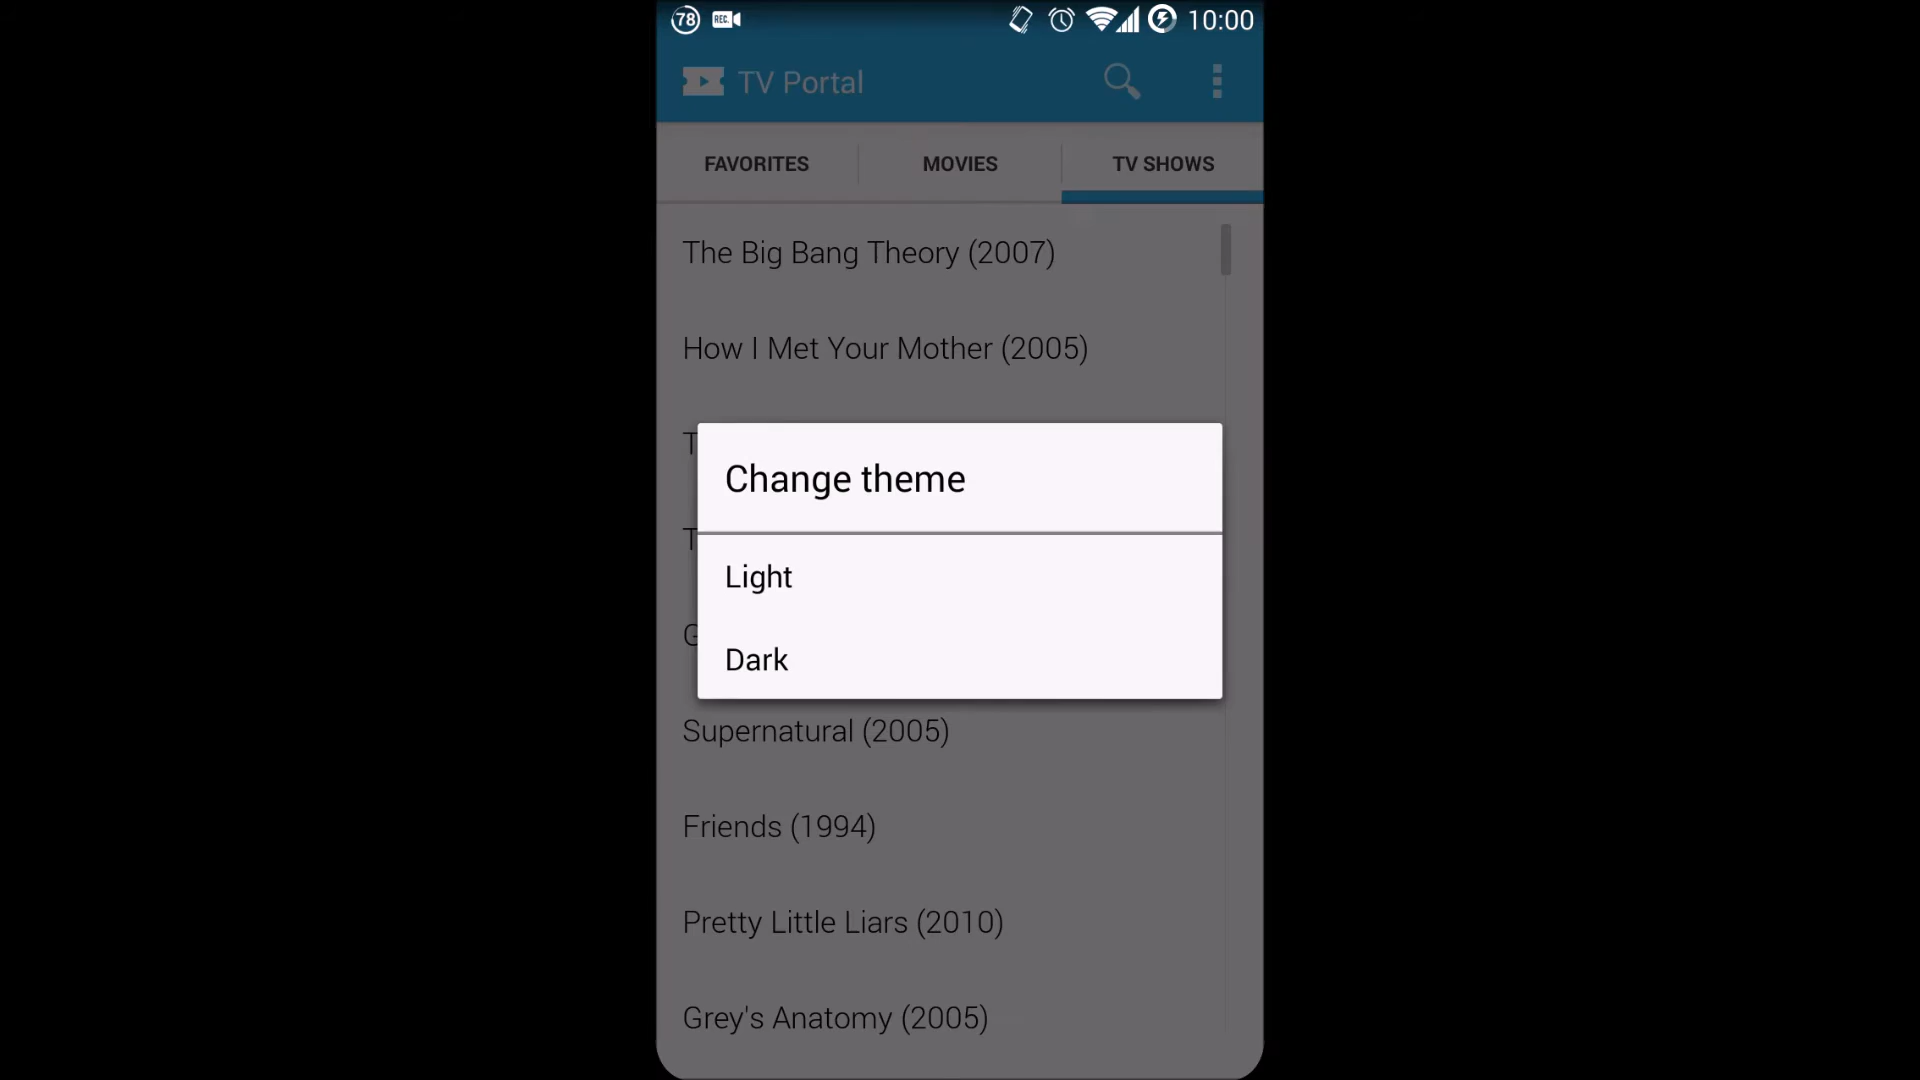 78 REC. 10:00
TV Portal
FAVORITES MOVIES TV SHOWS
The Big Bang Theory (2007)
How I Met Your Mother (2005)
T
Change theme
T
Light
G
Dark
Supernatural (2005)
Friends (1994)
Pretty Little Liars (2010)
Grey's Anatomy (2005)